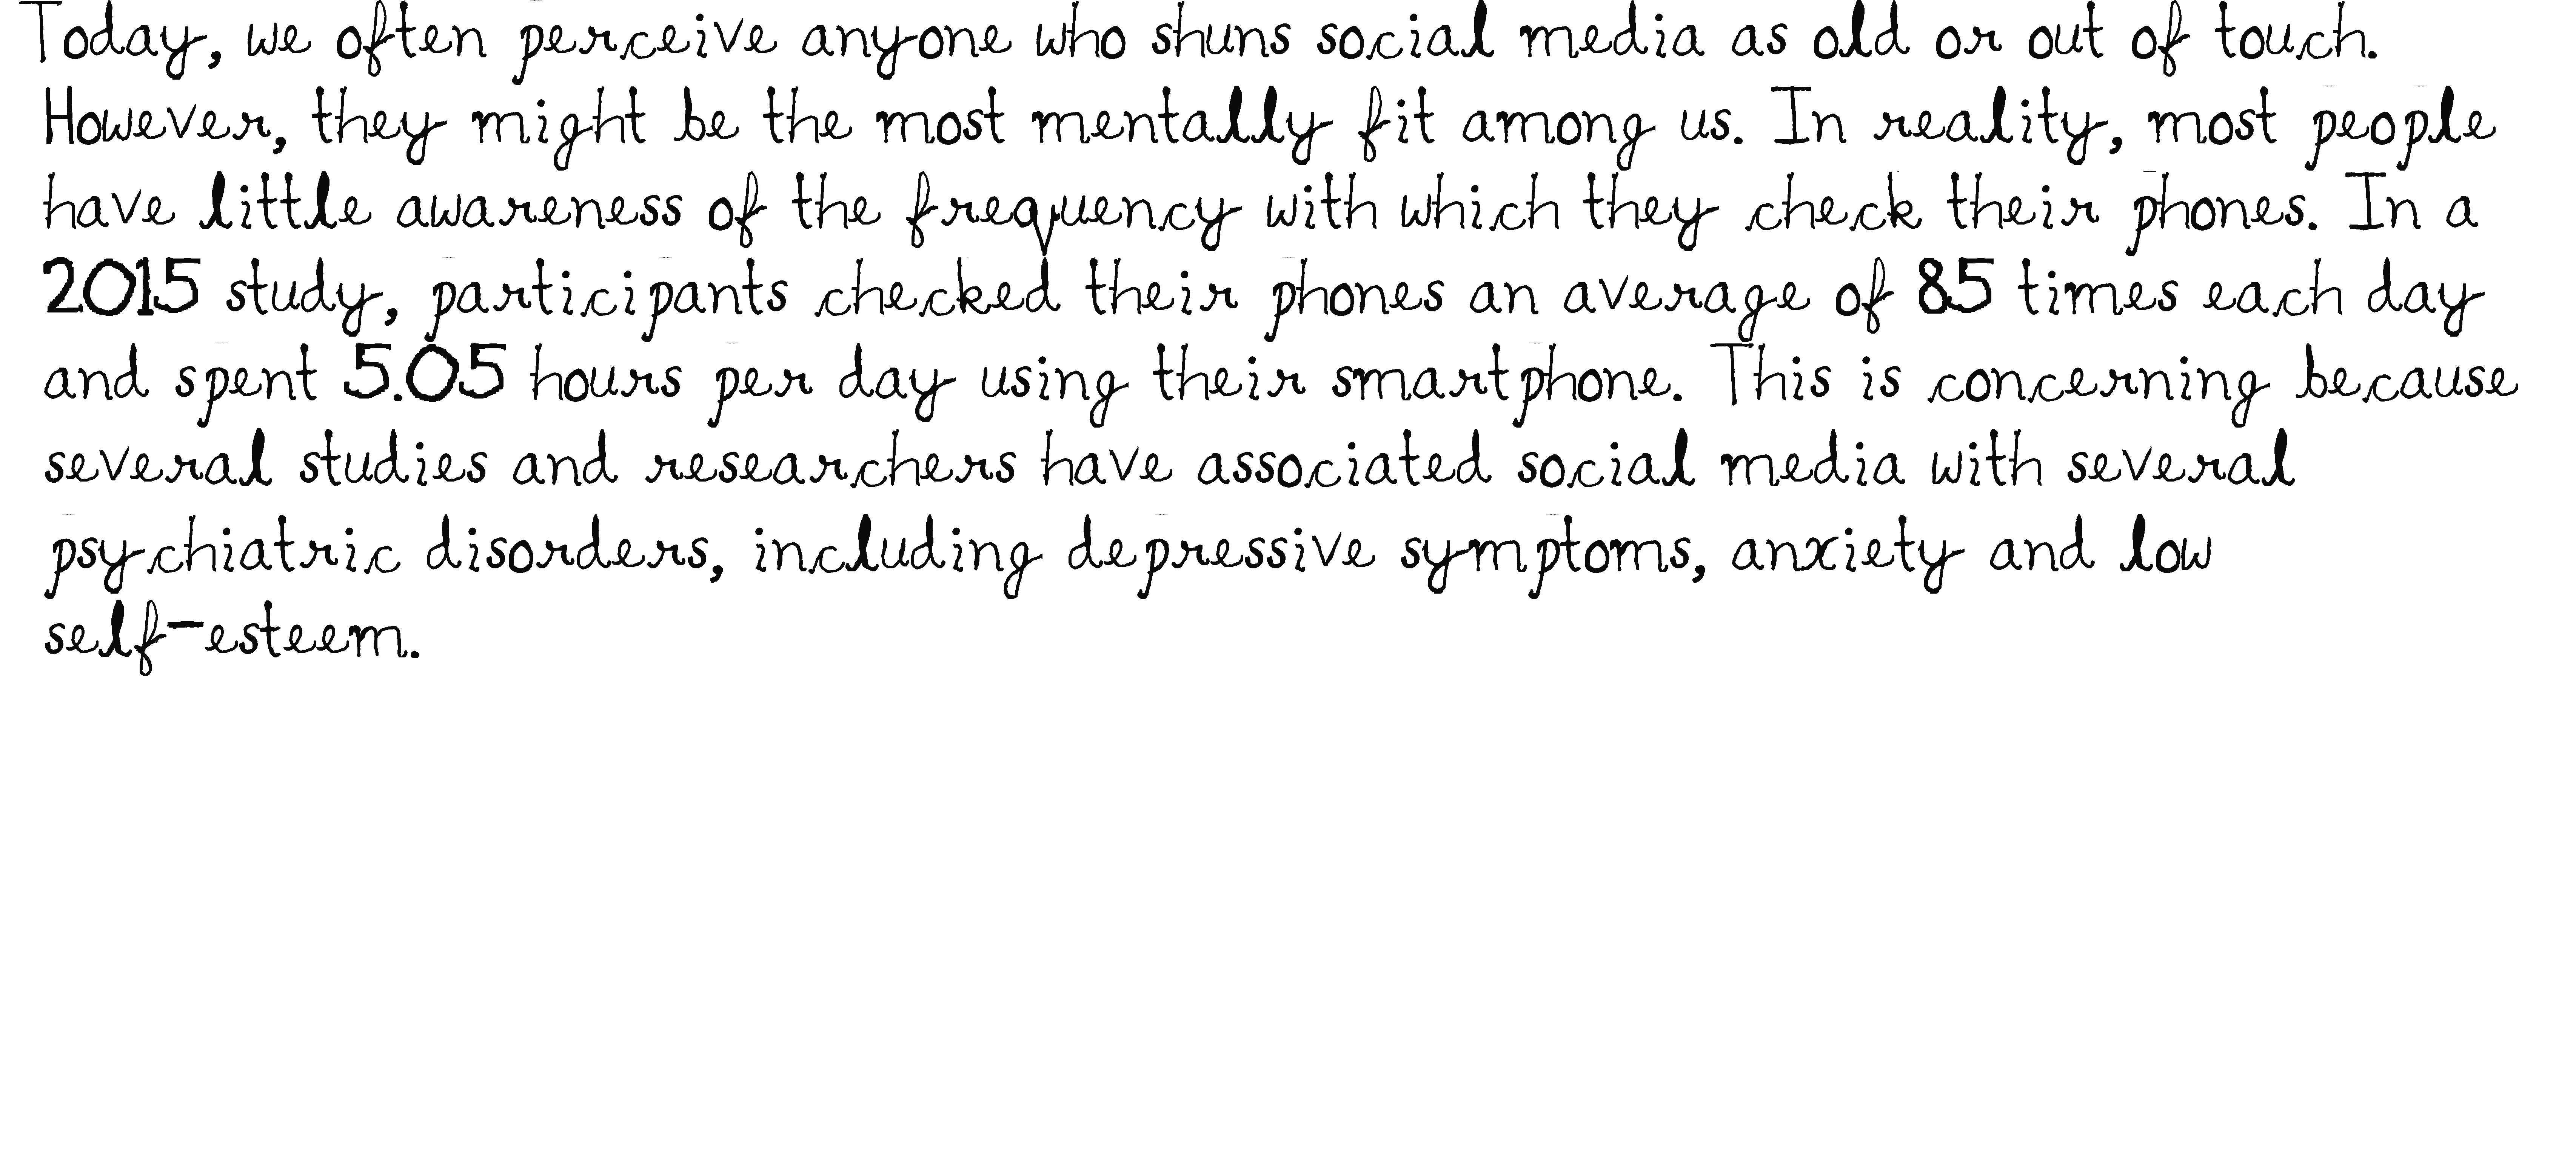 Today, we often perceive anyone who shuns social media as old or out of touch.
However, they might be the most mentally fit among us. In reality, most people
have little awareness of the frequency with which they check their phones. In a
2015 study, participants checked their phones an average of 85 times each day
and spent 5.05 hours per day using their smartphone. This is concerning because
several studies and researchers have associated social media with several
psychiatric disorders, including depressive symptoms, anxiety and low
self-esteem.